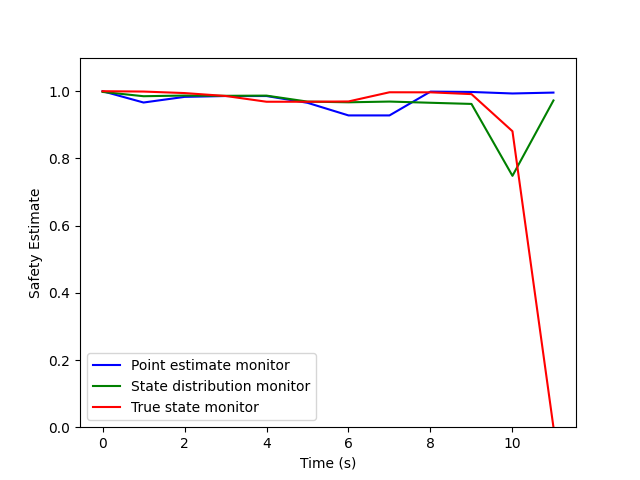 1.0
0.8
0.6
0.4
0.2
0.0
Safety Estimate
Point estimate monitor
State distribution monitor
True state monitor
0 2 4 6 8 10
Time (s)